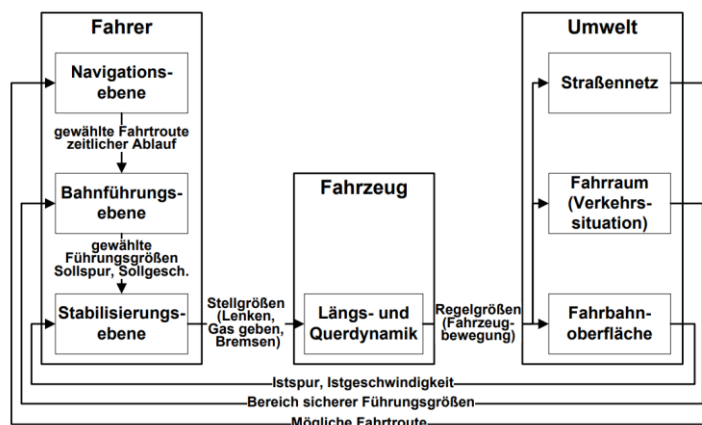 Fahrer
Navigations-
ebene
gewählte Fahrtroute
zeitlicher Ablauf
Bahnführungs-
ebene
gewählte
Führungsgrößen
Sollspur, Sollgesch.
Stabilisierungs-
ebene
Stellgrößen
(Lenken,
Gas geben,
Bremsen)
Fahrzeug
Längs- und
Querdynamik
Regelgrößen
(Fahrzeug-
bewegung)
Umwelt
Straßennetz
Fahrraum
(Verkehrs-
situation)
Fahrbahn-
oberfläche
Istspur, Istgeschwindigkeit
Bereich sicherer Führungsgrößen
Mögliche Fahrtroute